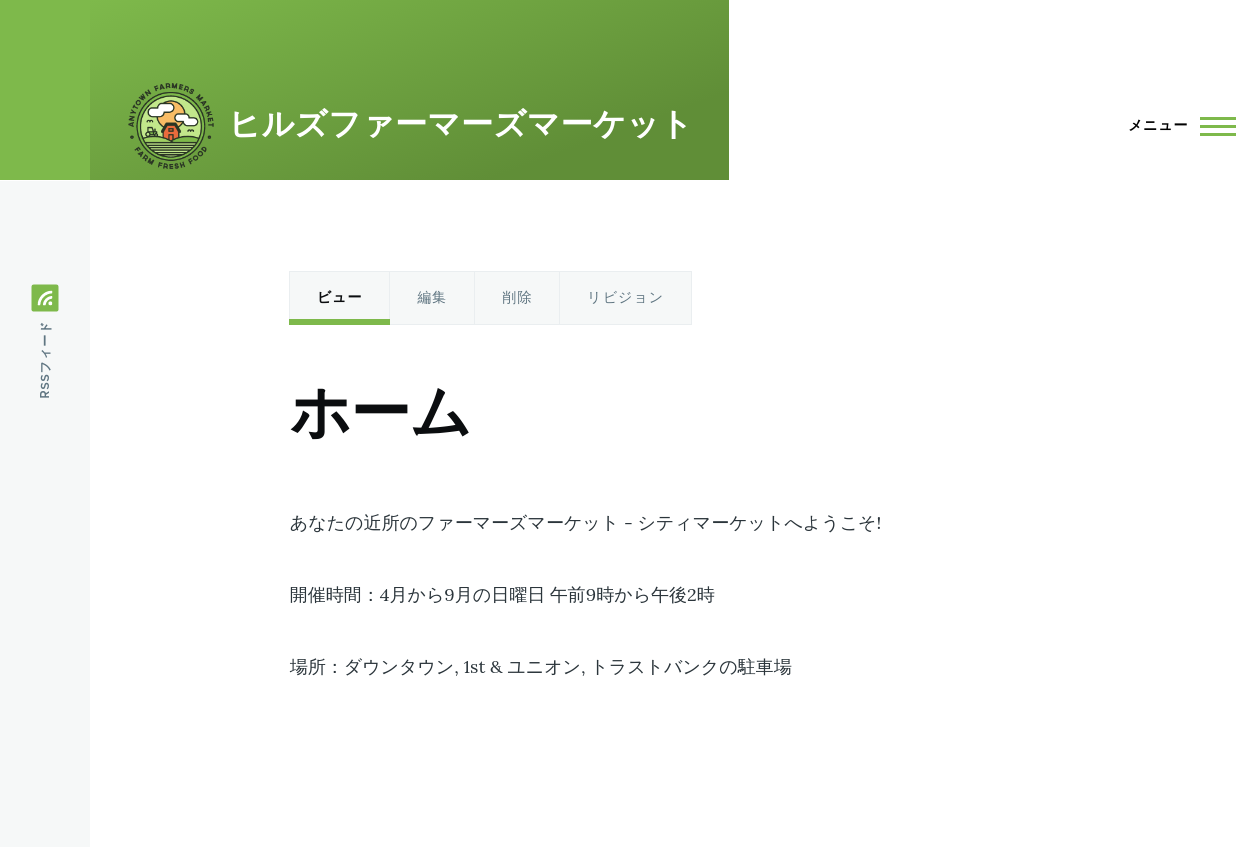 ANYTOWN FARMERS MARKET
FARM FRESH FOOD
ヒルズファーマーズマーケット
メニュー
RSSフィード
ビュー
編集
削除
リビジョン
ホーム
あなたの近所のファーマーズマーケット - シティマーケットへようこそ!
開催時間：4月から9月の日曜日 午前9時から午後2時
場所：ダウンタウン, 1st & ユニオン, トラストバンクの駐車場